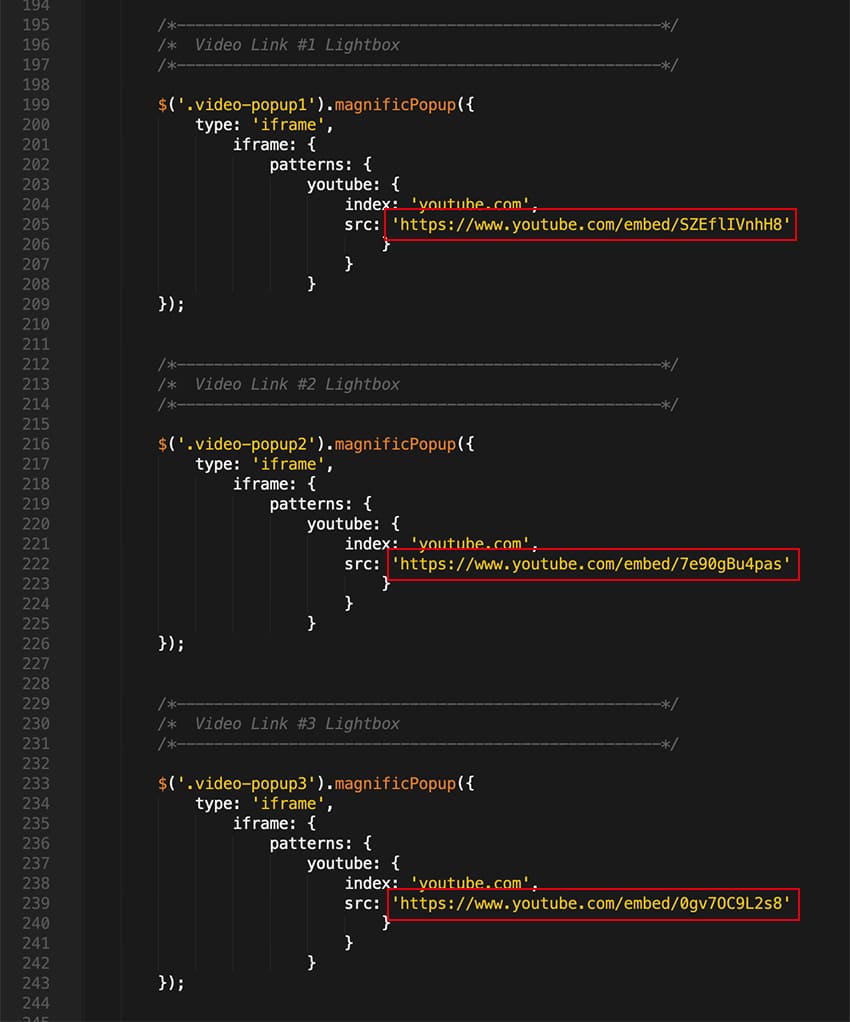 194
195 /*---------------------------------------------------*/
196 /*  Video Link #1 Lightbox
197 /*---------------------------------------------------*/
198
199 $('.video-popup1').magnificPopup({
200     type: 'iframe',
201         iframe: {
202             patterns: {
203                 youtube: {
204                     index: 'youtube.com',
205                     src: 'https://www.youtube.com/embed/SZEflIVnhH8'
206                         }
207                     }
208                 }
209 });
210
211
212 /*---------------------------------------------------*/
213 /*  Video Link #2 Lightbox
214 /*---------------------------------------------------*/
215
216 $('.video-popup2').magnificPopup({
217     type: 'iframe',
218         iframe: {
219             patterns: {
220                 youtube: {
221                     index: 'youtube.com',
222                     src: 'https://www.youtube.com/embed/7e90gBu4pas'
223                         }
224                     }
225                 }
226 });
227
228
229 /*---------------------------------------------------*/
230 /*  Video Link #3 Lightbox
231 /*---------------------------------------------------*/
232
233 $('.video-popup3').magnificPopup({
234     type: 'iframe',
235         iframe: {
236             patterns: {
237                 youtube: {
238                     index: 'youtube.com',
239                     src: 'https://www.youtube.com/embed/0gv7OC9L2s8'
240                         }
241                     }
242                 }
243 });
244
245